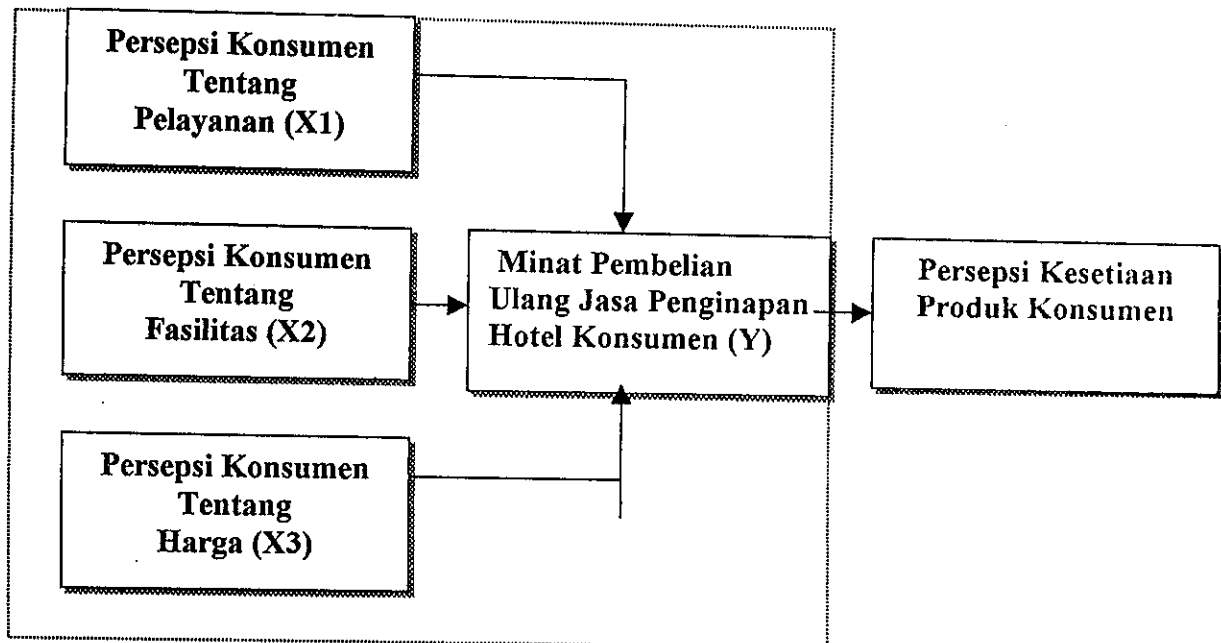 Persepsi Konsumen
Tentang
Pelayanan (X1)
Persepsi Konsumen
Tentang
Fasilitas (X2)
Persepsi Konsumen
Tentang
Harga (X3)
Minat Pembelian
Ulang Jasa Penginapan
Hotel Konsumen (Y)
Persepsi Kesetiaan
Produk Konsumen